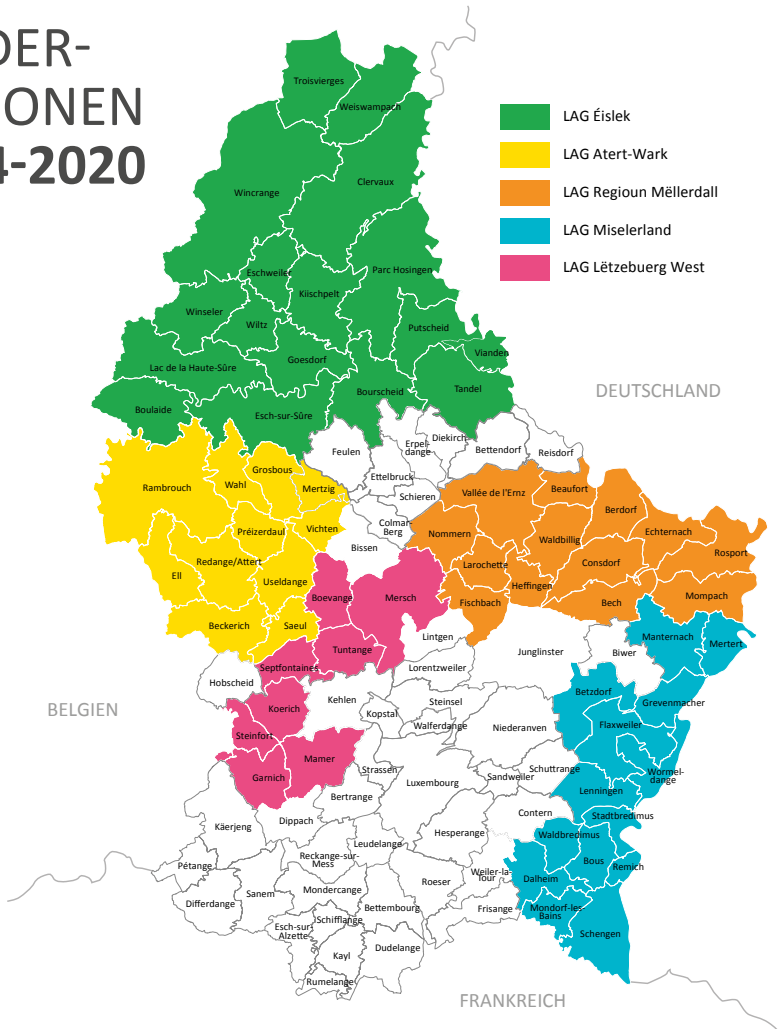 DER-
ONEN
4-2020
LAG Éislek
LAG Atert-Wark
LAG Regioun Mëllerdall
LAG Miselerland
LAG Lëtzebuerg West
DEUTSCHLAND
BELGIEN
FRANKREICH
Troisvierges
Weiswampach
Wincrange
Clervaux
Eschweiler
Kiischpelt
Parc Hosingen
Winseler
Wiltz
Putscheid
Vianden
Goesdorf
Lac de la Haute-Sûre
Tandel
Bourscheid
Boulaide
Esch-sur-Sûre
Feulen
Erpel-
dange
Diekirch
Bettendorf
Reisdorf
Ettelbruck
Schieren
Colmar-
Berg
Bissen
Grosbous
Wahl
Mertzig
Rambrouch
Vichten
Préizerdaul
Redange/Attert
Ell
Useldange
Beckerich
Saeul
Vallée de l'Ernz
Beaufort
Berdorf
Echternach
Rosport
Nommern
Waldbillig
Consdorf
Larochette
Heffingen
Fischbach
Bech
Mompach
Boevange
Mersch
Tuntange
Septfontaines
Koerich
Steinfort
Garnich
Mamer
Lintgen
Junglinster
Biwer
Manternach
Mertert
Lorentzweiler
Hobscheid
Kehlen
Kopstal
Steinsel
Walferdange
Niederanven
Betzdorf
Grevenmacher
Flaxweiler
Wormel-
dange
Strassen
Bertrange
Luxembourg
Sandweiler
Schuttrange
Lenningen
Stadtbredimus
Contern
Waldbredimus
Bous
Remich
Dalheim
Mondorf-les-
Bains
Schengen
Käerjeng
Dippach
Leudelange
Hesperange
Reckange-sur-
Mess
Weiler-la-
Tour
Roeser
Pétange
Sanem
Mondercange
Differdange
Bettembourg
Frisange
Schifflange
Esch-sur-
Alzette
Kayl
Dudelange
Rumelange